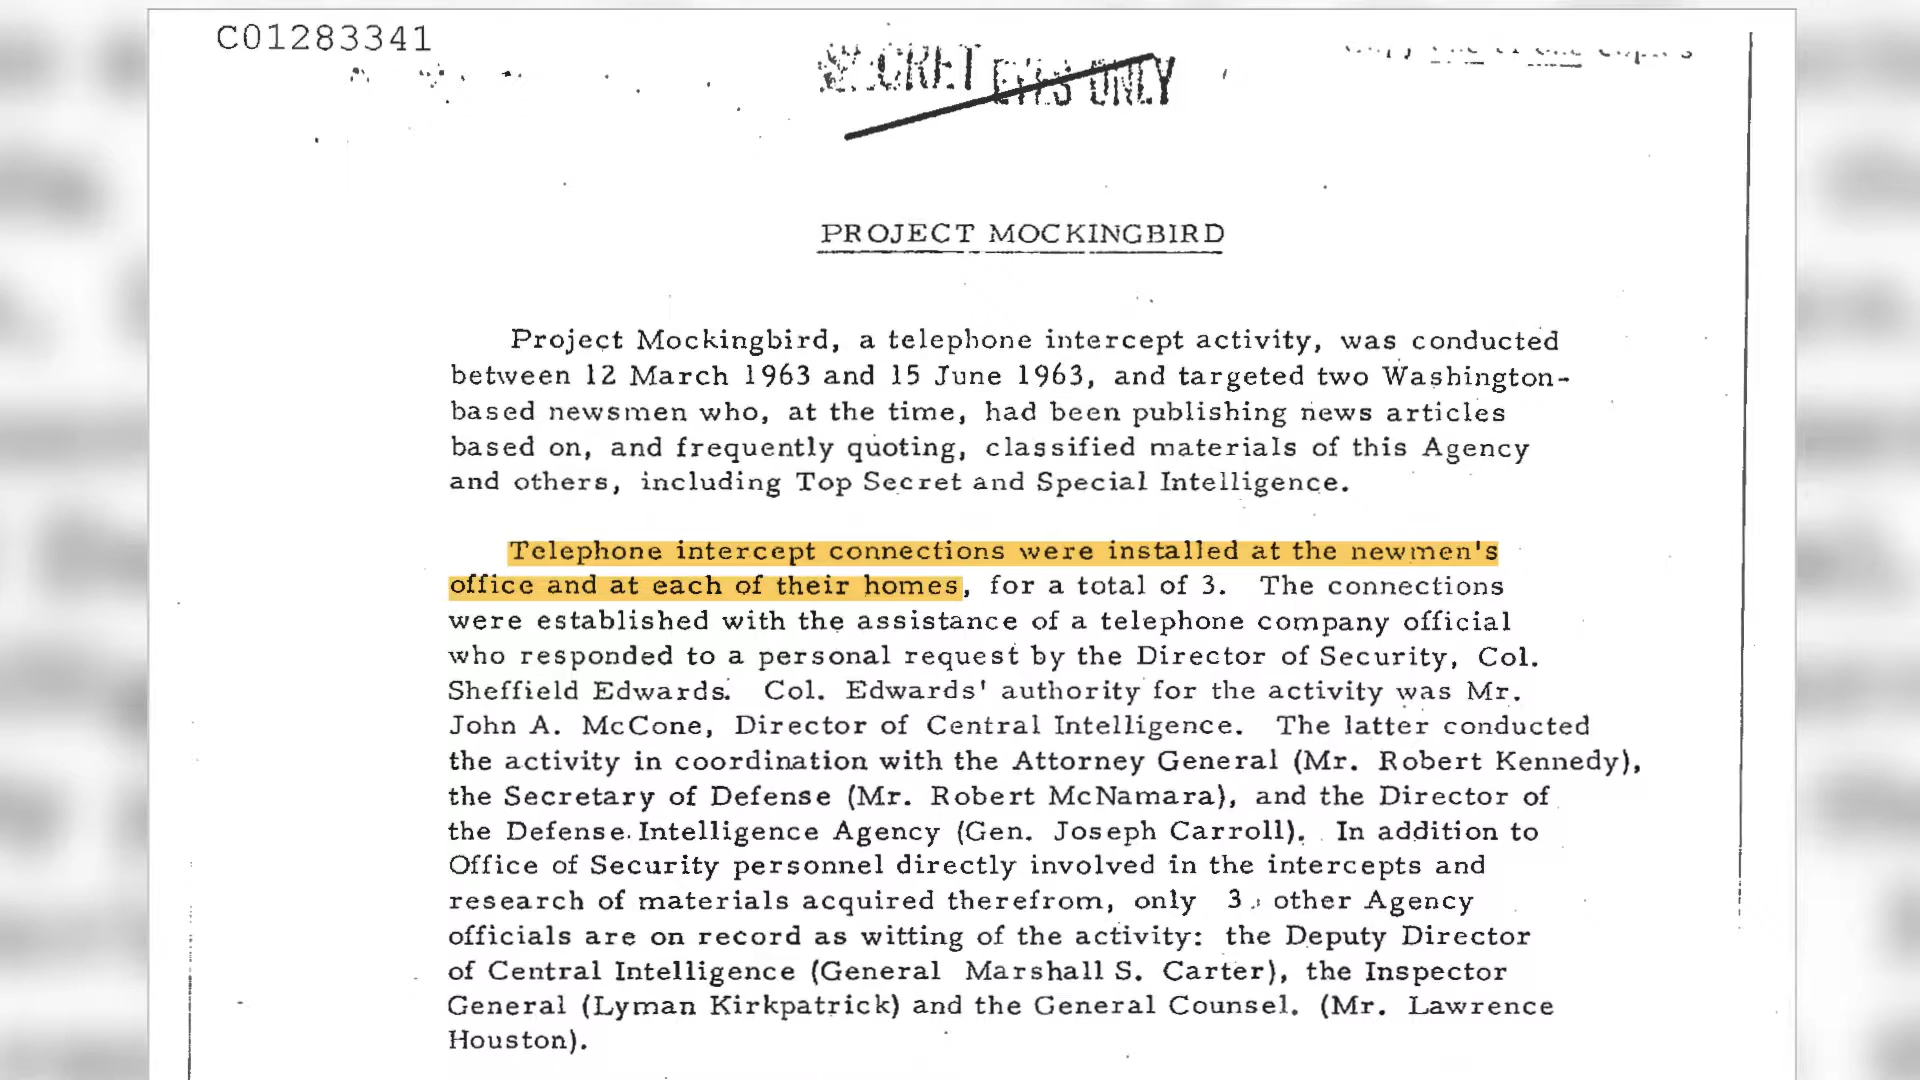 C01283341
SECRET EYES ONLY
PROJECT MOCKINGBIRD
Project Mockingbird, a telephone intercept activity, was conducted
between 12 March 1963 and 15 June 1963, and targeted two Washington-
based newsmen who, at the time, had been publishing news articles
based on, and frequently quoting, classified materials of this Agency
and others, including Top Secret and Special Intelligence.
Telephone intercept connections were installed at the newmen's
office and at each of their homes, for a total of 3. The connections
were established with the assistance of a telephone company official
who responded to a personal request by the Director of Security, Col.
Sheffield Edwards. Col. Edwards' authority for the activity was Mr.
John A. McCone, Director of Central Intelligence. The latter conducted
the activity in coordination with the Attorney General (Mr. Robert Kennedy),
the Secretary of Defense (Mr. Robert McNamara), and the Director of
the Defense Intelligence Agency (Gen. Joseph Carroll). In addition to
Office of Security personnel directly involved in the intercepts and
research of materials acquired therefrom, only 3 other Agency
officials are on record as witting of the activity: the Deputy Director
of Central Intelligence (General Marshall S. Carter), the Inspector
General (Lyman Kirkpatrick) and the General Counsel. (Mr. Lawrence
Houston).